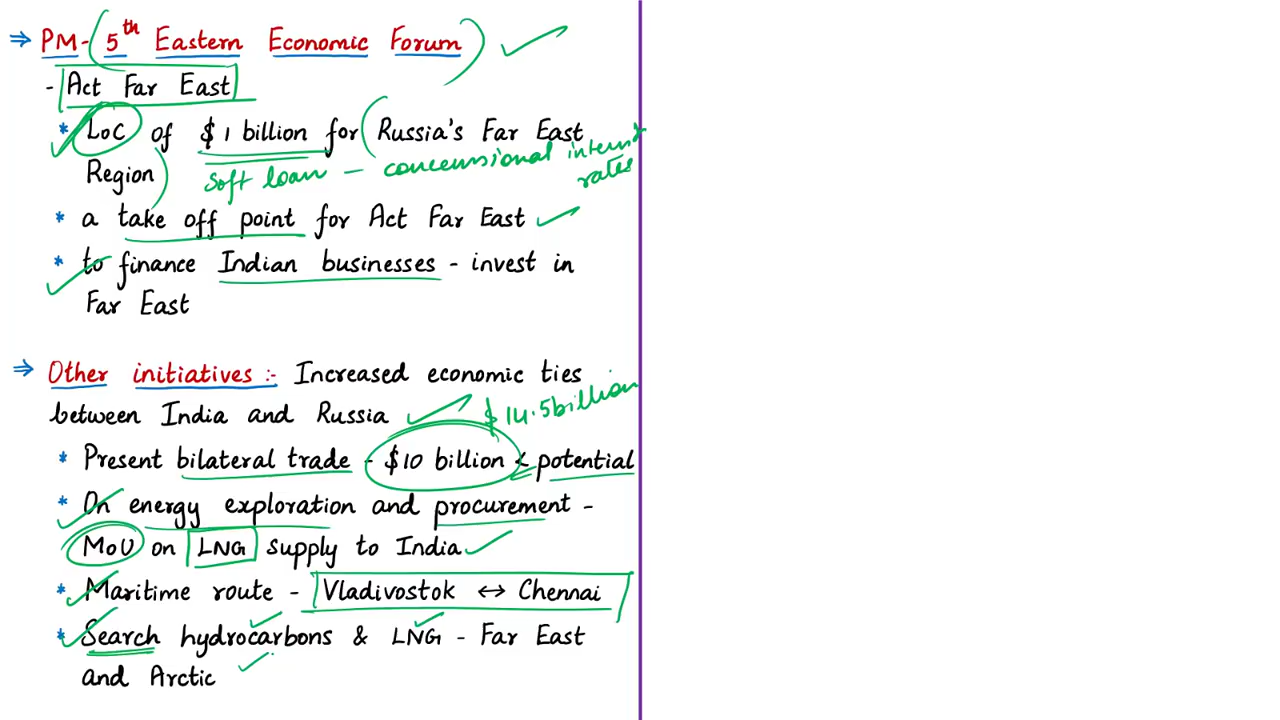 ⇒ PM- (5th Eastern Economic Forum)
- Act Far East
* LoC of $1 billion for (Russia's Far East
Region)
soft loan - concessional interest
rates
* a take off point for Act Far East
* to finance Indian businesses - invest in
Far East
⇒ Other initiatives :- Increased economic ties
between India and Russia
$14.5billion
* Present bilateral trade - $10 billion < potential
* On energy exploration and procurement -
MoU on LNG supply to India
* Maritime route - Vladivostok ↔ Chennai
* Search hydrocarbons & LNG - Far East
and Arctic